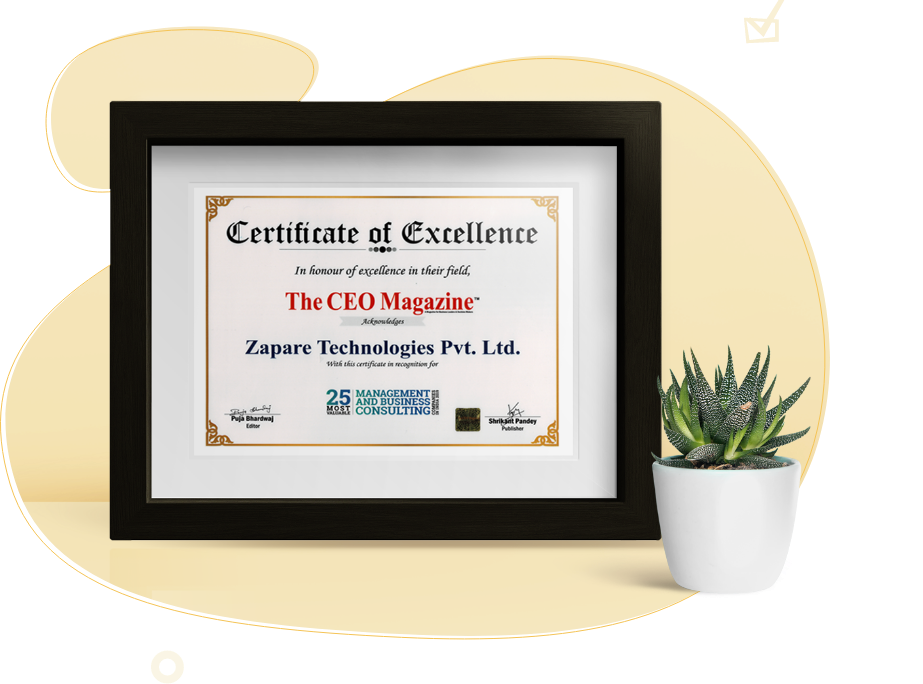 Certificate of Excellence
In honour of excellence in their field,
The CEO Magazine™
Acknowledges
Zapare Technologies Pvt. Ltd.
With this certificate in recognition for
25 MOST VALUABLE
MANAGEMENT
AND BUSINESS
CONSULTING
Puja Bhardwaj
Editor
Shrikant Pandey
Publisher